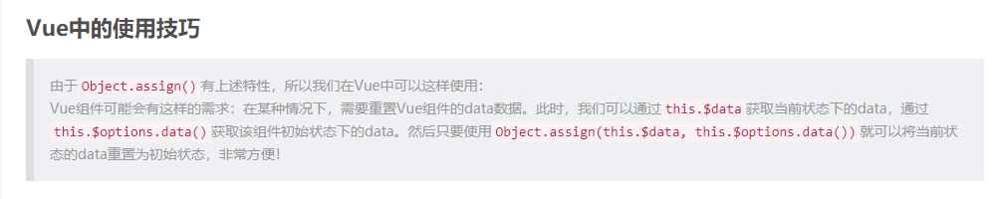 Vue中的使用技巧
由于 Object.assign() 有上述特性，所以我们在Vue中可以这样使用：
Vue组件可能会有这样的需求：在某种情况下，需要重置Vue组件的data数据。此时，我们可以通过 this.$data 获取当前状态下的data，通过
this.$options.data() 获取该组件初始状态下的data。然后只要使用 Object.assign(this.$data, this.$options.data()) 就可以将当前状
态的data重置为初始状态，非常方便！